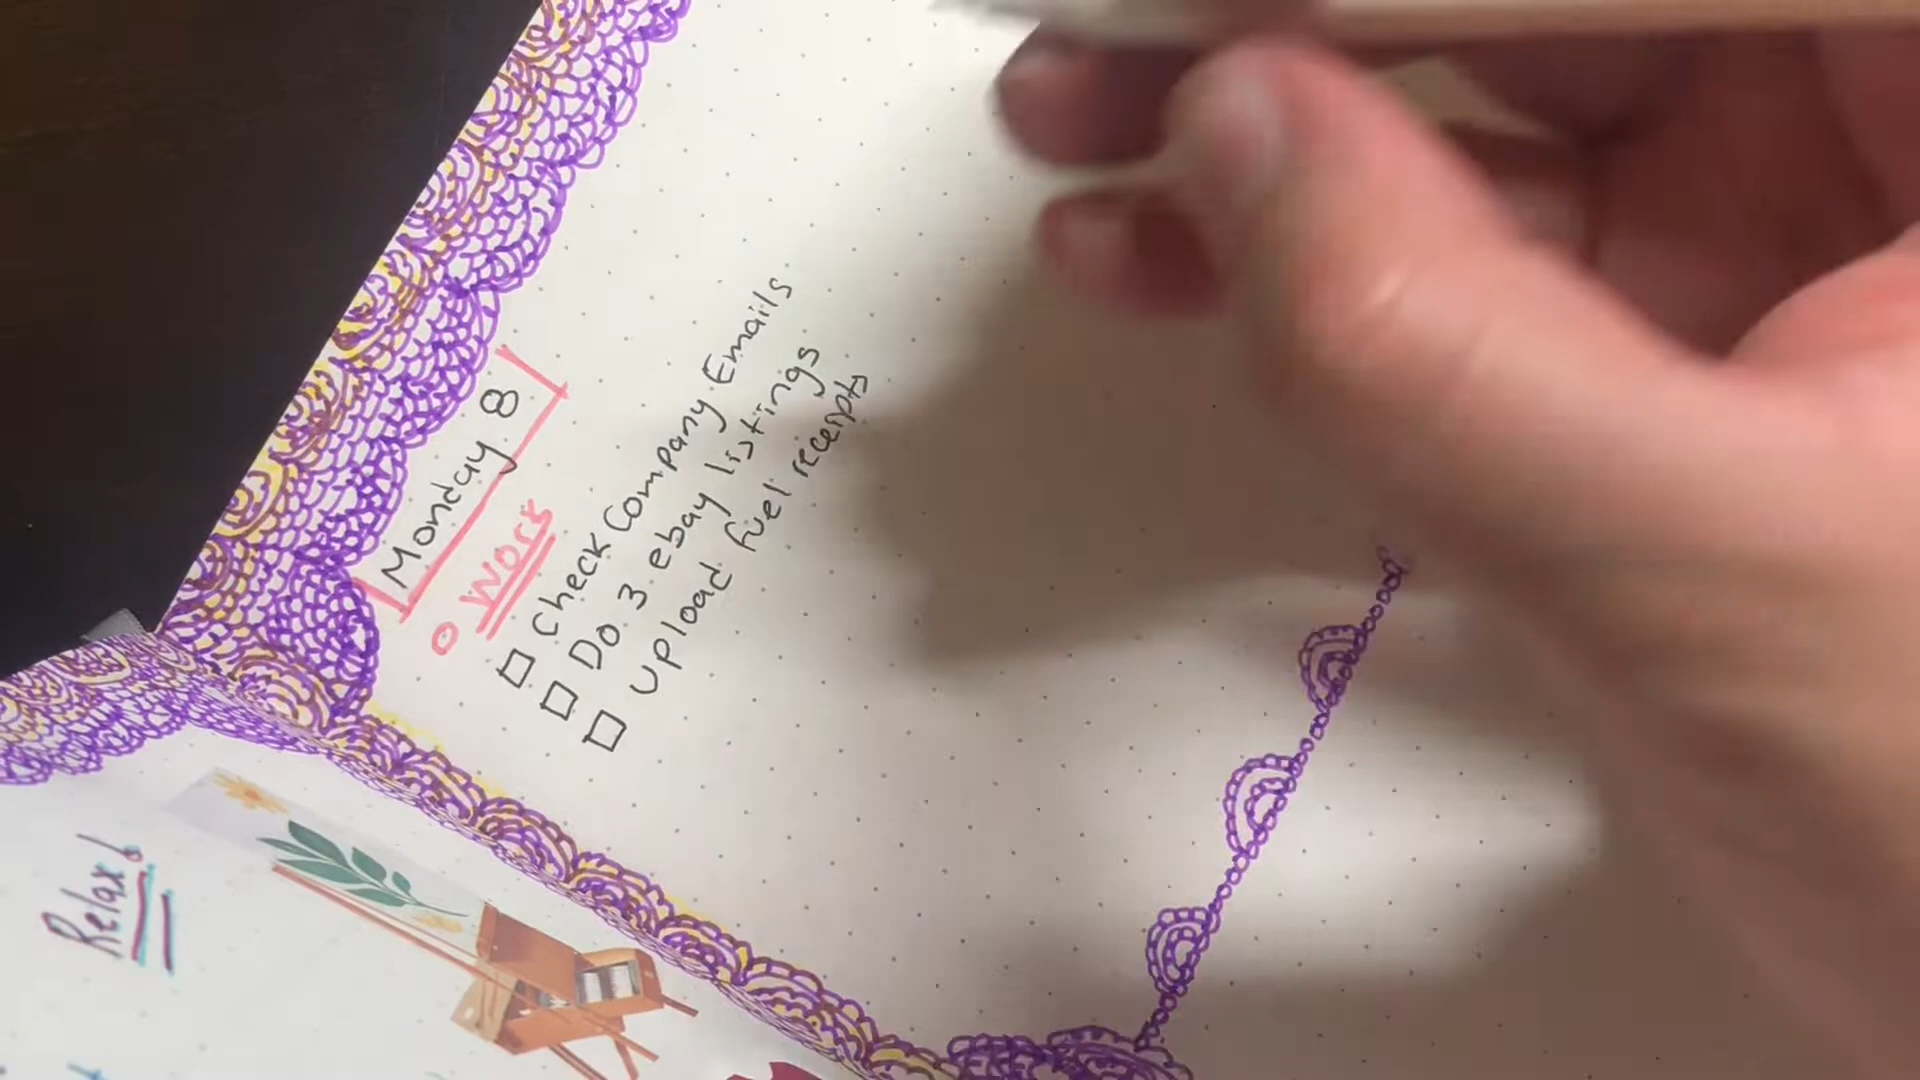 Monday 8
Work
Check Company Emails
Do 3 ebay listings
Upload fuel receipts
Relax!